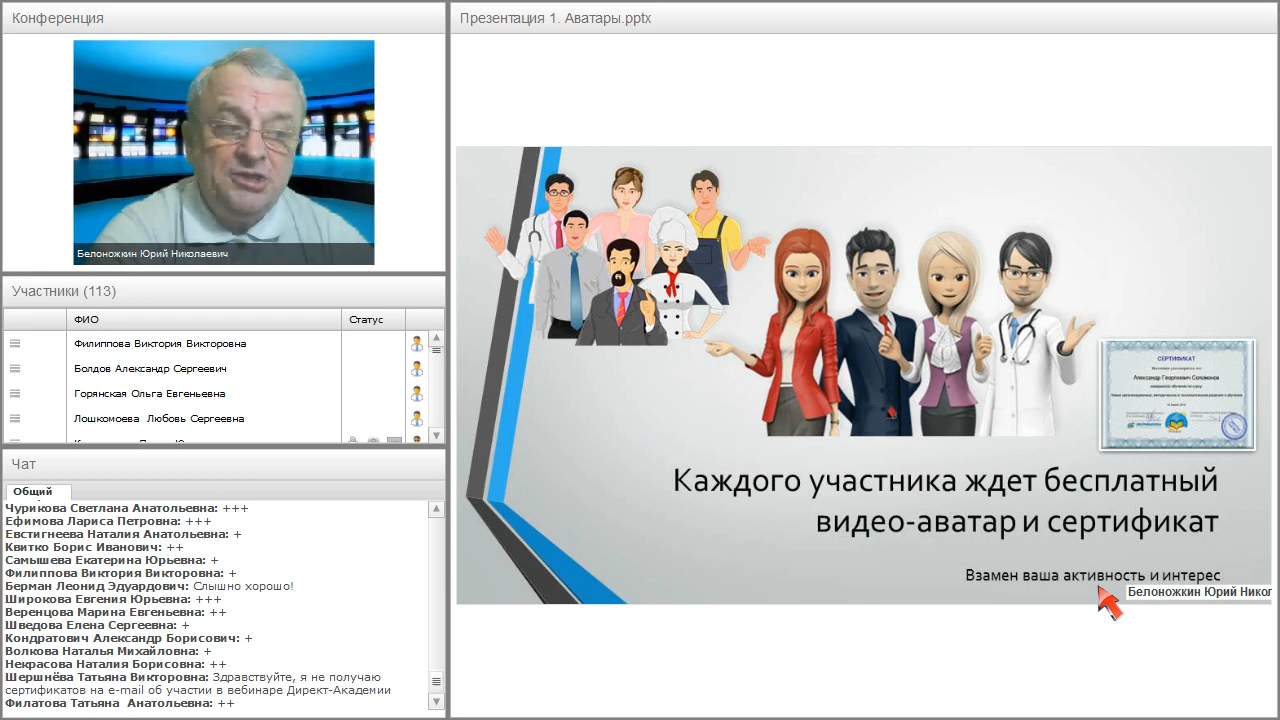 Конференция
Белоножкин Юрий Николаевич
Участники (113)
ФИО Статус
Филиппова Виктория Викторовна
Болдов Александр Сергеевич
Горянская Ольга Евгеньевна
Лошкомоева Любовь Сергеевна
Чат
Общий
Чурикова Светлана Анатольевна: +++
Ефимова Лариса Петровна: +++
Евстигнеева Наталия Анатольевна: +
Квитко Борис Иванович: ++
Самышева Екатерина Юрьевна: +
Филиппова Виктория Викторовна: +
Берман Леонид Эдуардович: Слышно хорошо!
Широкова Евгения Юрьевна: +++
Веренцова Марина Евгеньевна: ++
Шведова Елена Сергеевна: +
Кондратович Александр Борисович: +
Волкова Наталья Михайловна: +
Некрасова Наталия Борисовна: ++
Шершнёва Татьяна Викторовна: Здравствуйте, я не получаю
сертификатов на e-mail об участии в вебинаре Директ-Академии
Филатова Татьяна Анатольевна: ++
Презентация 1. Аватары.pptx
СЕРТИФИКАТ
Александр Георгиевич Соломонов
Каждого участника ждет бесплатный
видео-аватар и сертификат
Взамен ваша активность и интерес
Белоножкин Юрий Никол